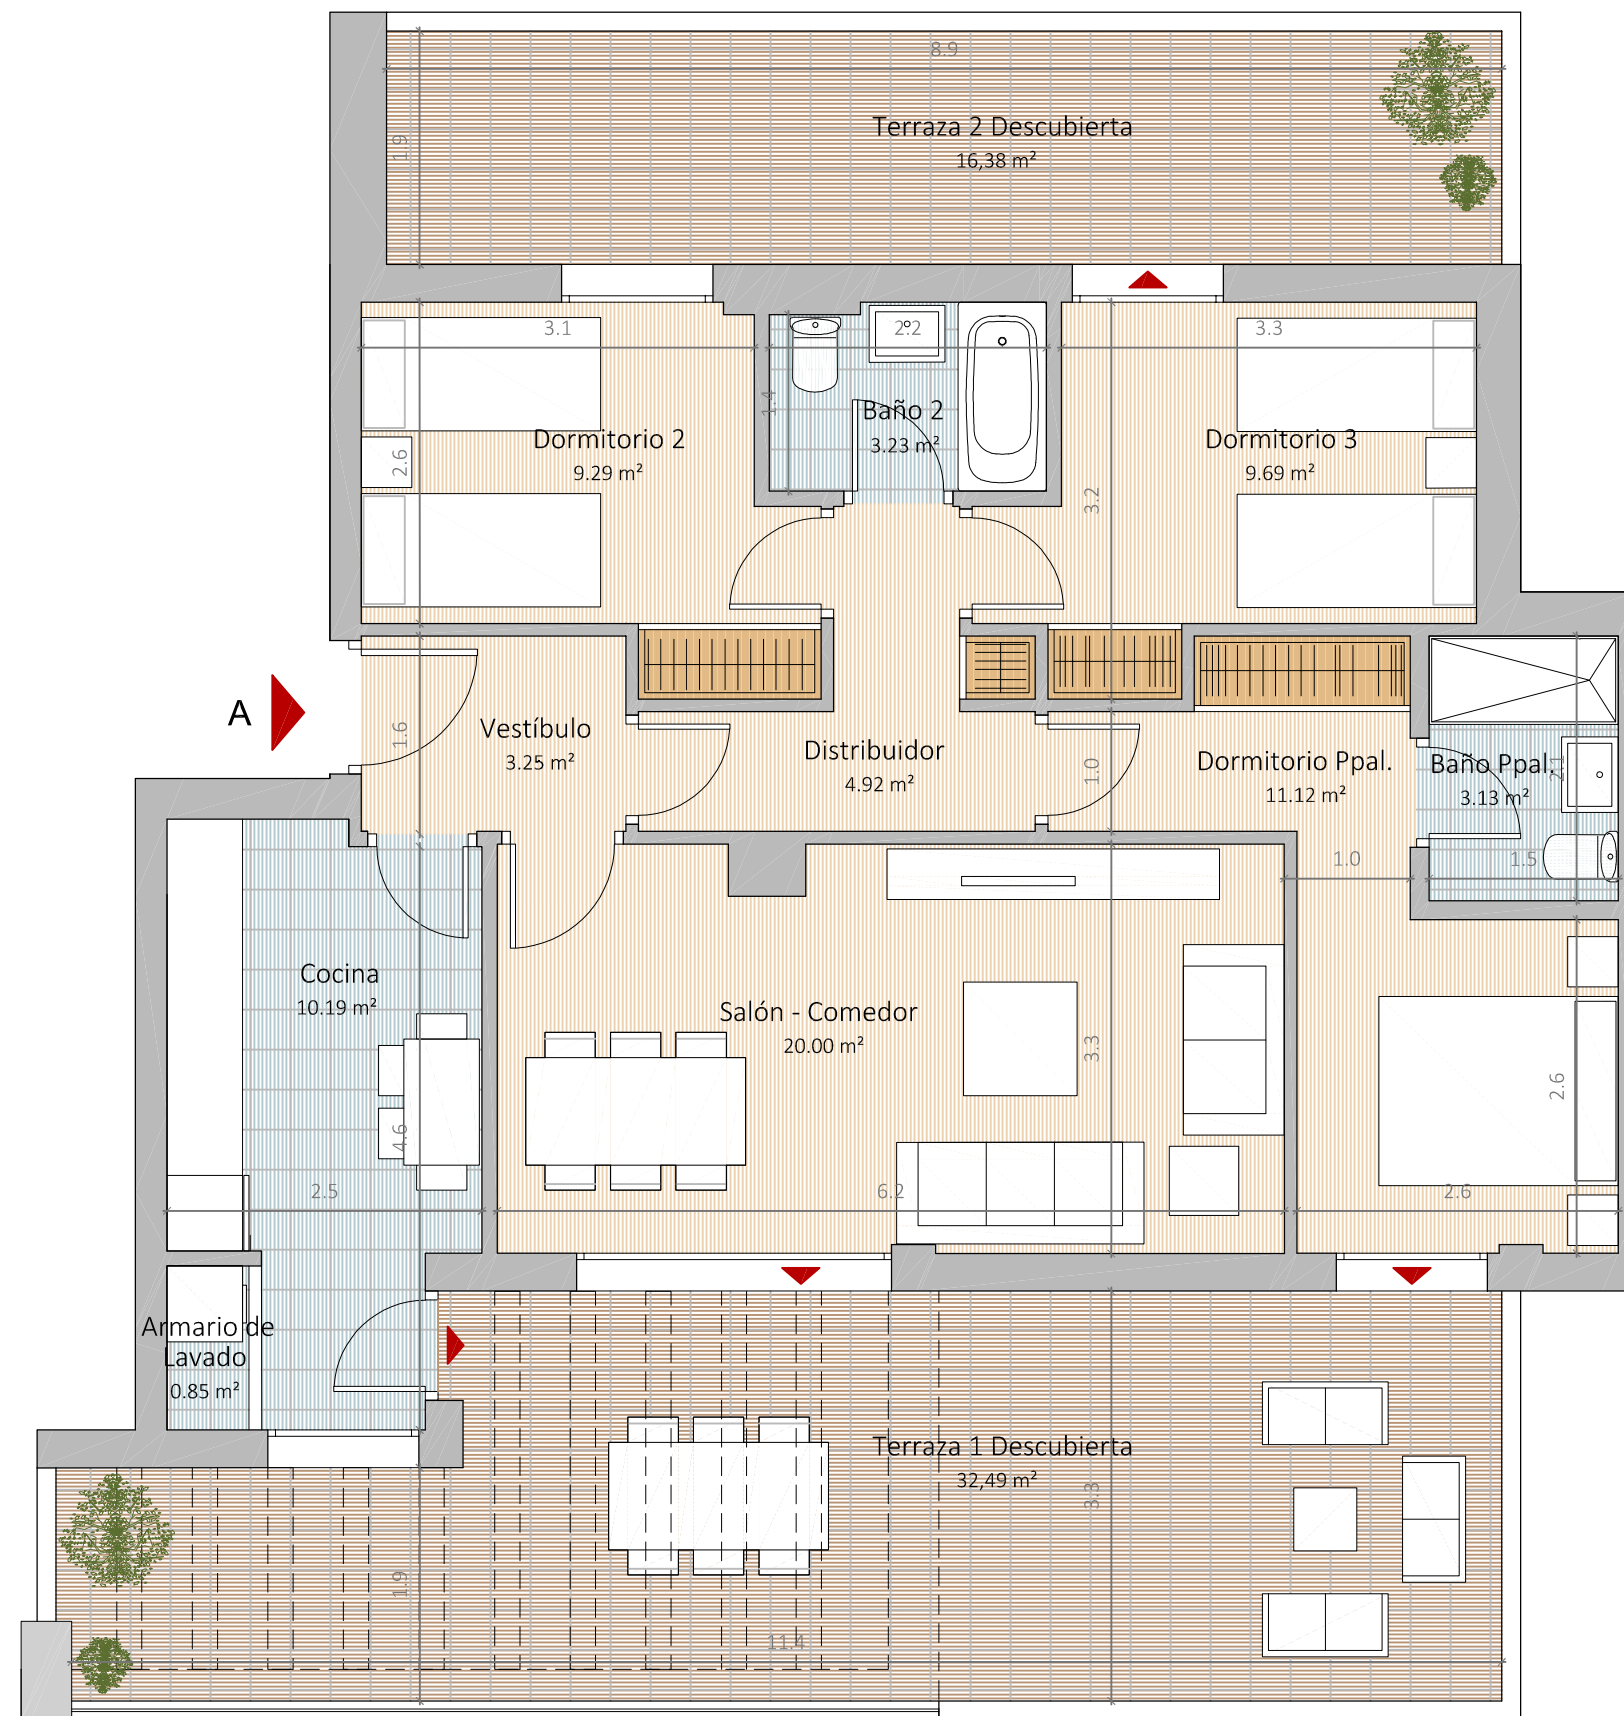 8.9
1.9
Terraza 2 Descubierta
16,38 m²
3.1
2.2
3.3
1.4
Baño 2
3.23 m²
Dormitorio 2
9.29 m²
2.6
Dormitorio 3
9.69 m²
3.2
A
1.6
Vestíbulo
3.25 m²
Distribuidor
4.92 m²
1.0
Dormitorio Ppal.
11.12 m²
Baño Ppal.
3.13 m²
2.1
1.0
1.5
Cocina
10.19 m²
Salón - Comedor
20.00 m²
3.3
2.6
4.6
2.5
6.2
2.6
Armario de
Lavado
0.85 m²
Terraza 1 Descubierta
32,49 m²
3.3
1.9
11.4